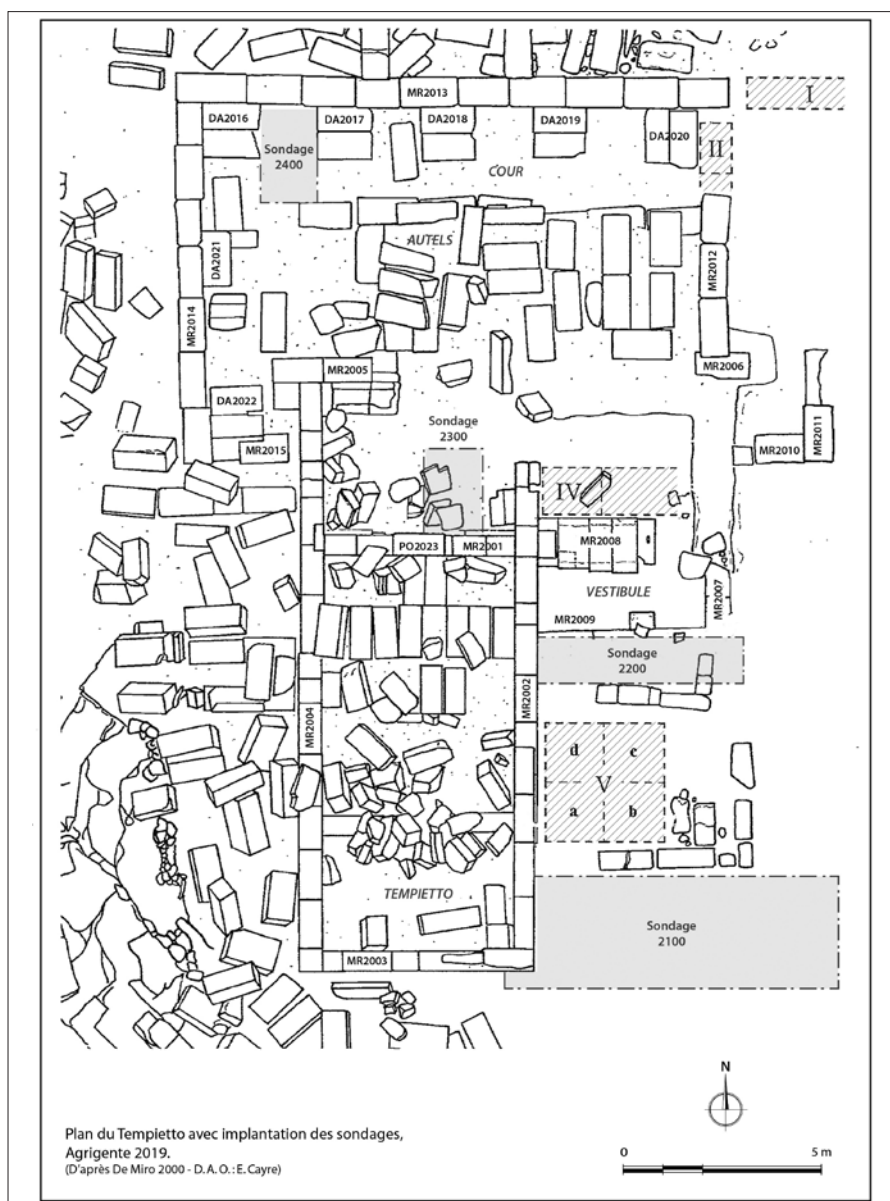 MR2013
I
DA2016
DA2017
DA2018
DA2019
DA2020
Sondage
2400
II
COUR
AUTELS
DA2021
MR2012
MR2014
MR2005
MR2006
DA2022
MR2011
Sondage
2300
MR2015
MR2010
IV
PO2023
MR2001
MR2008
VESTIBULE
MR2007
MR2009
Sondage
2200
MR2004
MR2002
d
c
V
a
b
TEMPIETTO
Sondage
2100
MR2003
N
Plan du Tempietto avec implantation des sondages,
Agrigente 2019.
(D'après De Miro 2000 - D.A.O.: E. Cayre)
0
5 m